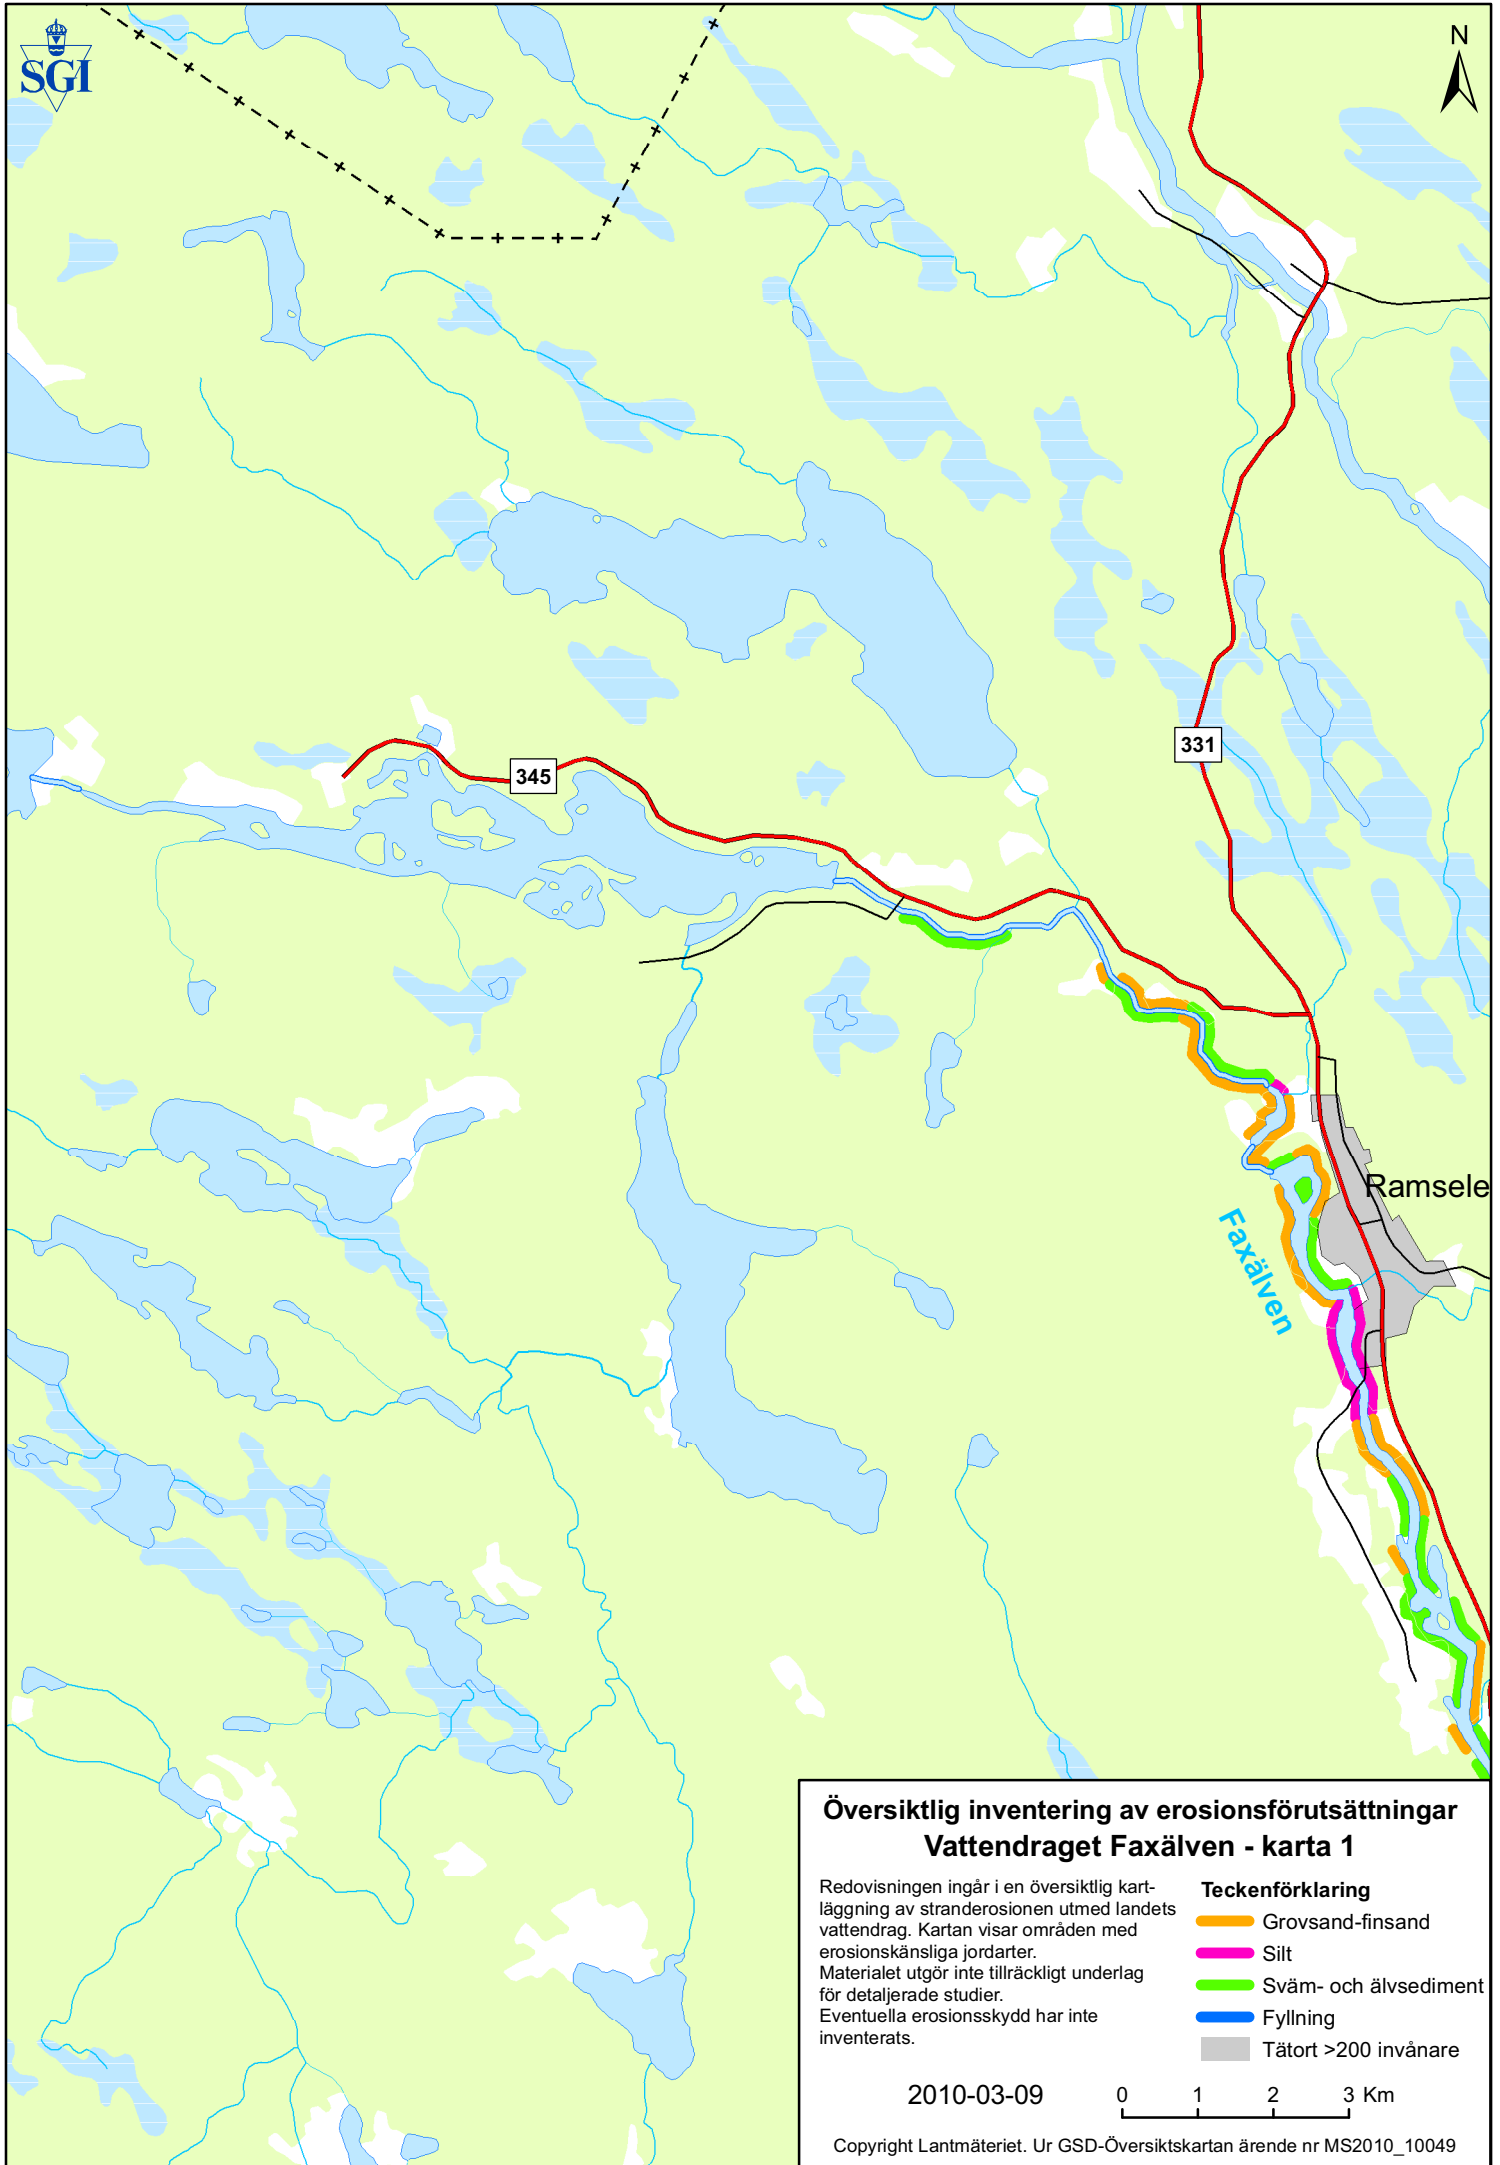 SGI
N
331
345
Ramsele
Faxälven
Översiktlig inventering av erosionsförutsättningar
Vattendraget Faxälven - karta 1
Redovisningen ingår i en översiktlig kart-
läggning av stranderosionen utmed landets
vattendrag. Kartan visar områden med
erosionskänsliga jordarter.
Materialet utgör inte tillräckligt underlag
för detaljerade studier.
Eventuella erosionsskydd har inte
inventerats.
Teckenförklaring
Grovsand-finsand
Silt
Sväm- och älvsediment
Fyllning
Tätort >200 invånare
2010-03-09
0 1 2 3 Km
Copyright Lantmäteriet. Ur GSD-Översiktskartan ärende nr MS2010_10049